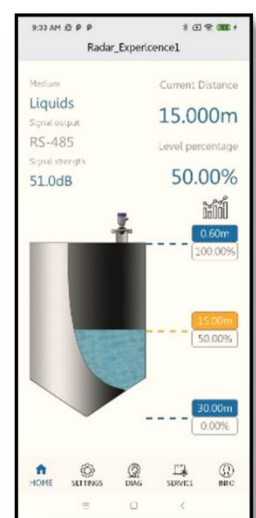 9:33 AM
Radar_Expericence1
Medium
Current Distance
Liquids
15.000m
Signal output
RS-485
Level percentage
Signal strength
50.00%
51.0dB
0.60m
100.00%
15.00m
50.00%
30.00m
0.00%
HOME SETTINGS DIAG SERVICE INFO